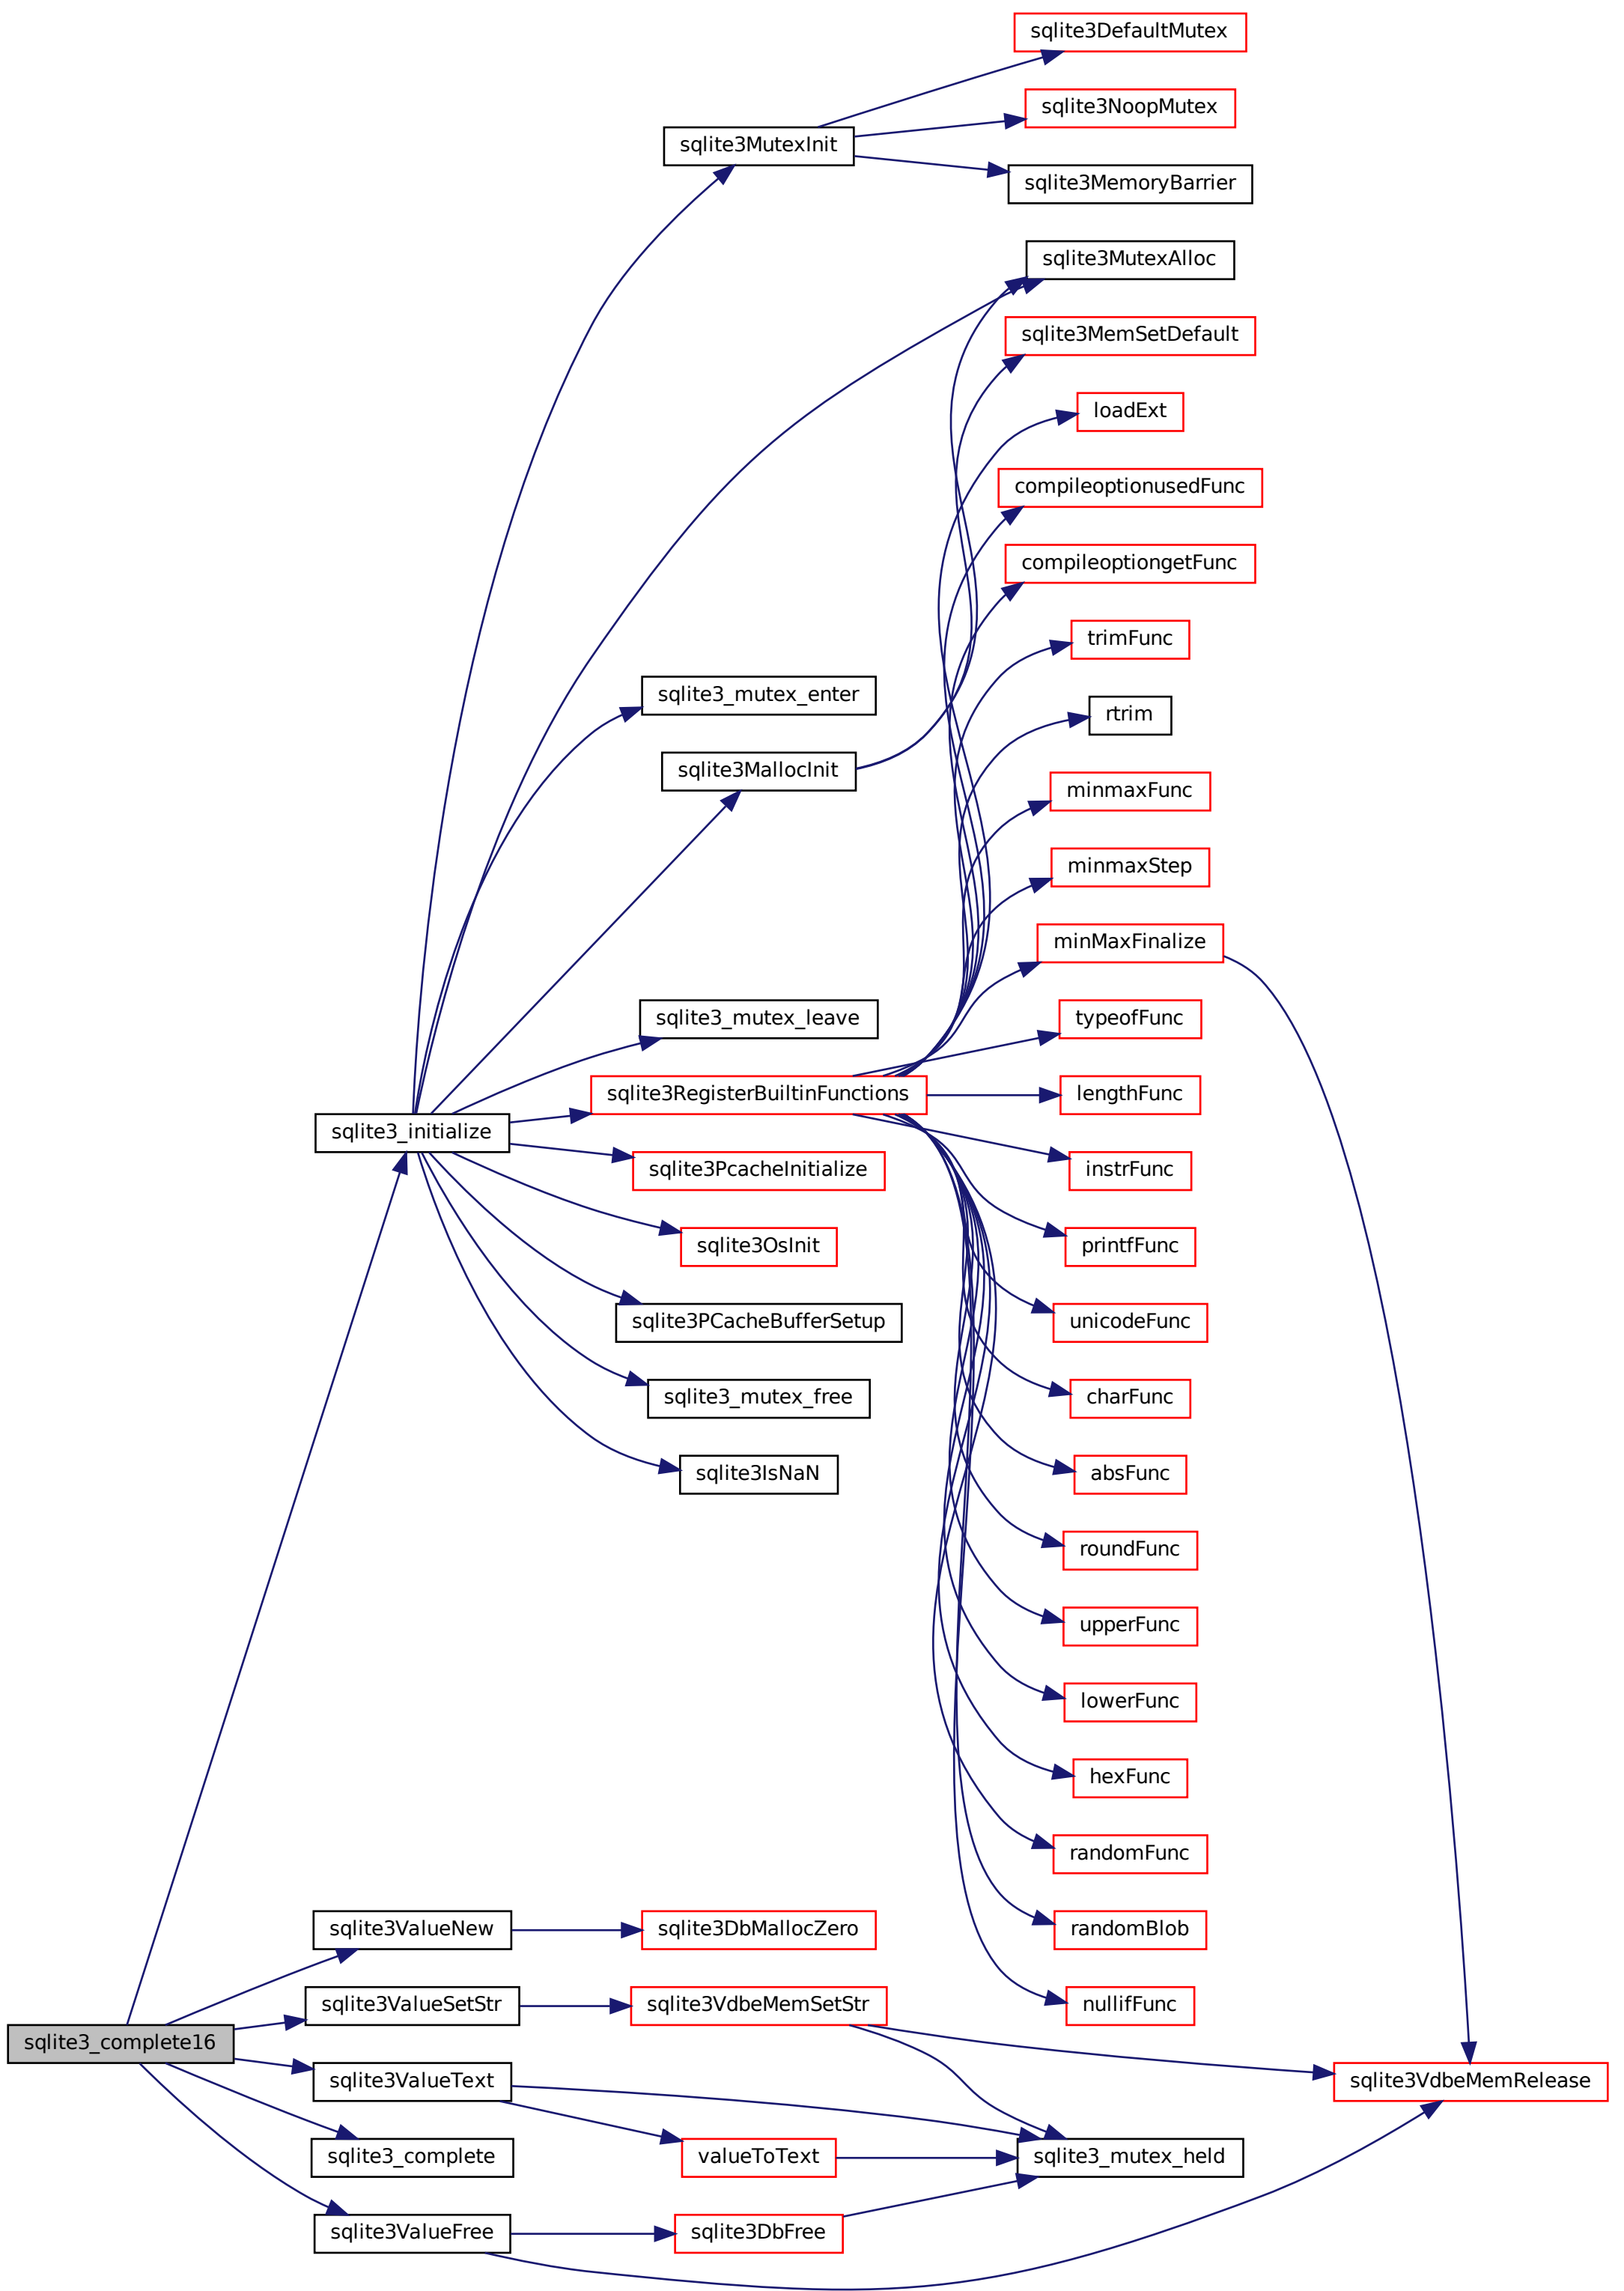 sqlite3DefaultMutex
sqlite3NoopMutex
sqlite3MutexInit
sqlite3MemoryBarrier
sqlite3MutexAlloc
sqlite3MemSetDefault
loadExt
compileoptionusedFunc
compileoptiongetFunc
trimFunc
sqlite3_mutex_enter
rtrim
sqlite3MallocInit
minmaxFunc
minmaxStep
minMaxFinalize
sqlite3_mutex_leave
typeofFunc
sqlite3RegisterBuiltinFunctions
lengthFunc
sqlite3_initialize
sqlite3PcacheInitialize
instrFunc
sqlite3OsInit
printfFunc
sqlite3PCacheBufferSetup
unicodeFunc
sqlite3_mutex_free
charFunc
sqlite3IsNaN
absFunc
roundFunc
upperFunc
lowerFunc
hexFunc
randomFunc
sqlite3ValueNew
sqlite3DbMallocZero
randomBlob
sqlite3ValueSetStr
sqlite3VdbeMemSetStr
nullifFunc
sqlite3_complete16
sqlite3ValueText
sqlite3VdbeMemRelease
sqlite3_complete
valueToText
sqlite3_mutex_held
sqlite3ValueFree
sqlite3DbFree